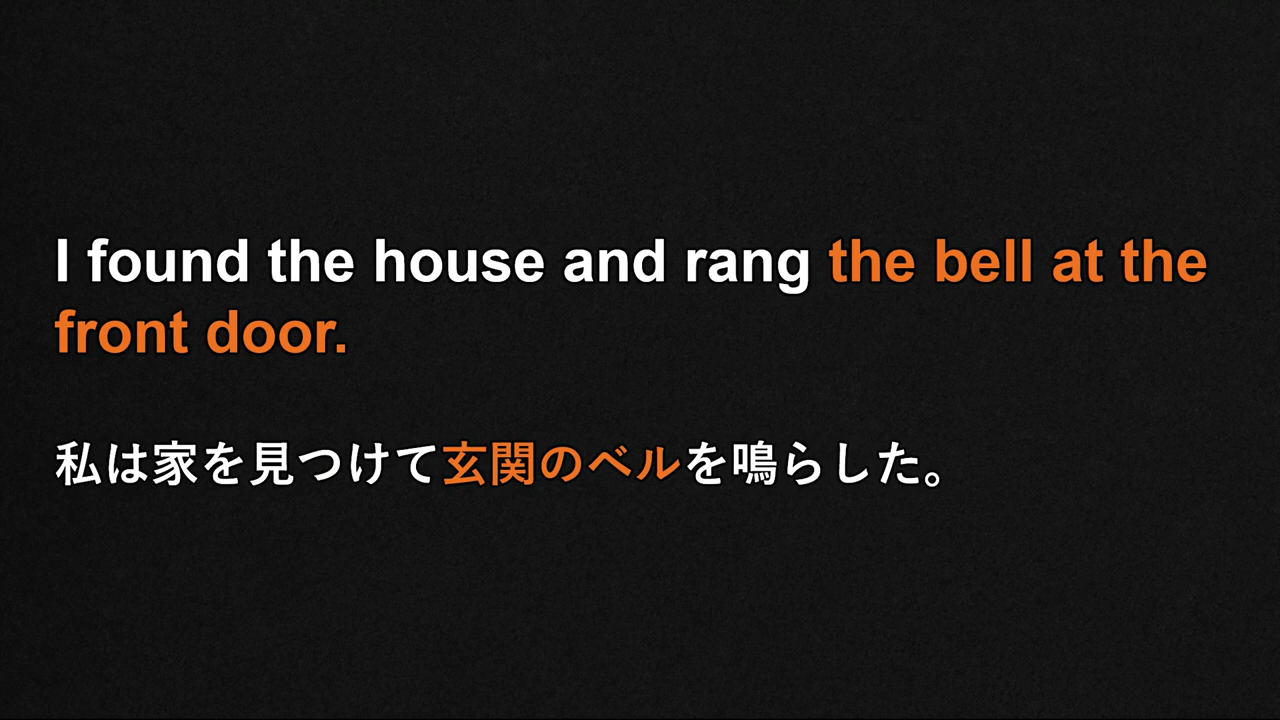 I found the house and rang the bell at the
front door.
私は家を見つけて玄関のベルを鳴らした。